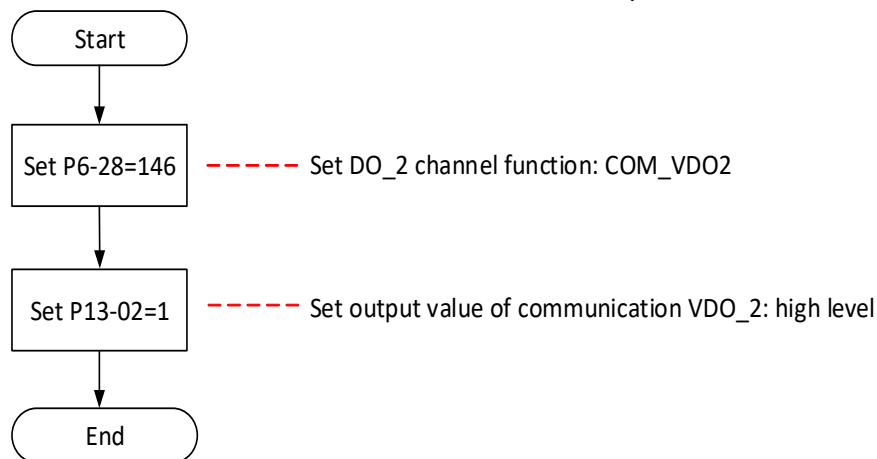 Start
Set P6-28=146
Set DO_2 channel function: COM_VDO2
Set P13-02=1
Set output value of communication VDO_2: high level
End